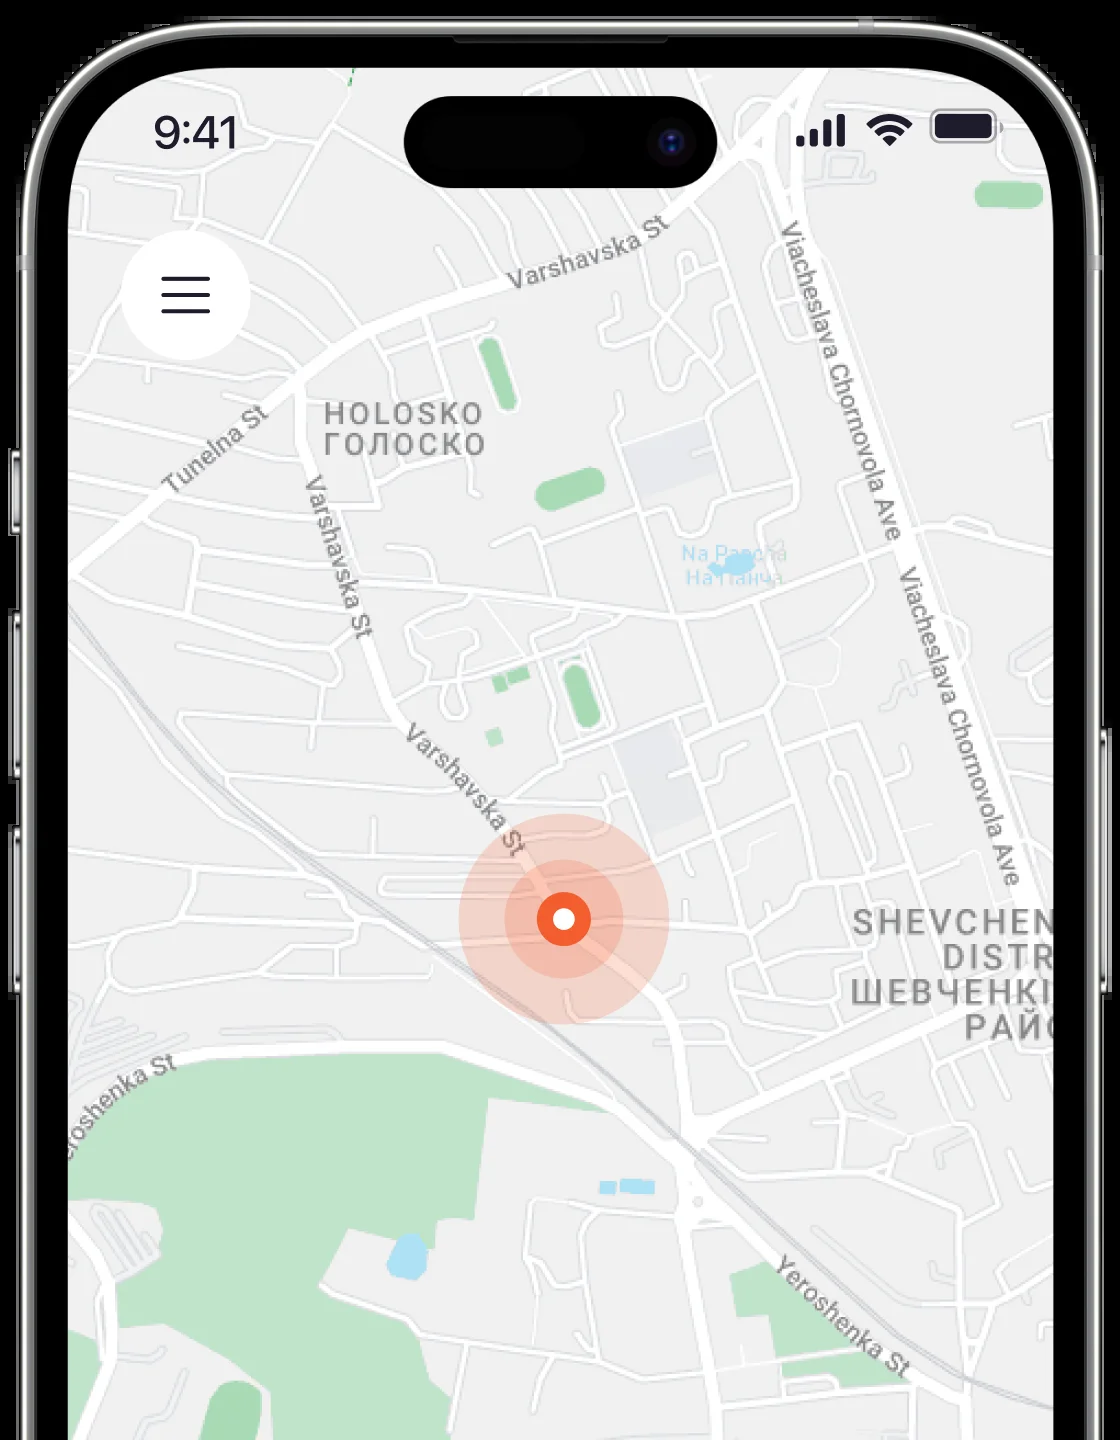 9:41
Varshavska St
Viacheslava Chornovola Ave
HOLOSKO
ГОЛОСКО
Tunelna St
Varshavska St
Na Pancha
На Панча
Viacheslava Chornovola Ave
Varshavska St
SHEVCHEN
DISTR
ШЕВЧЕНКІ
РАЙО
eroshenka St
Yeroshenka St